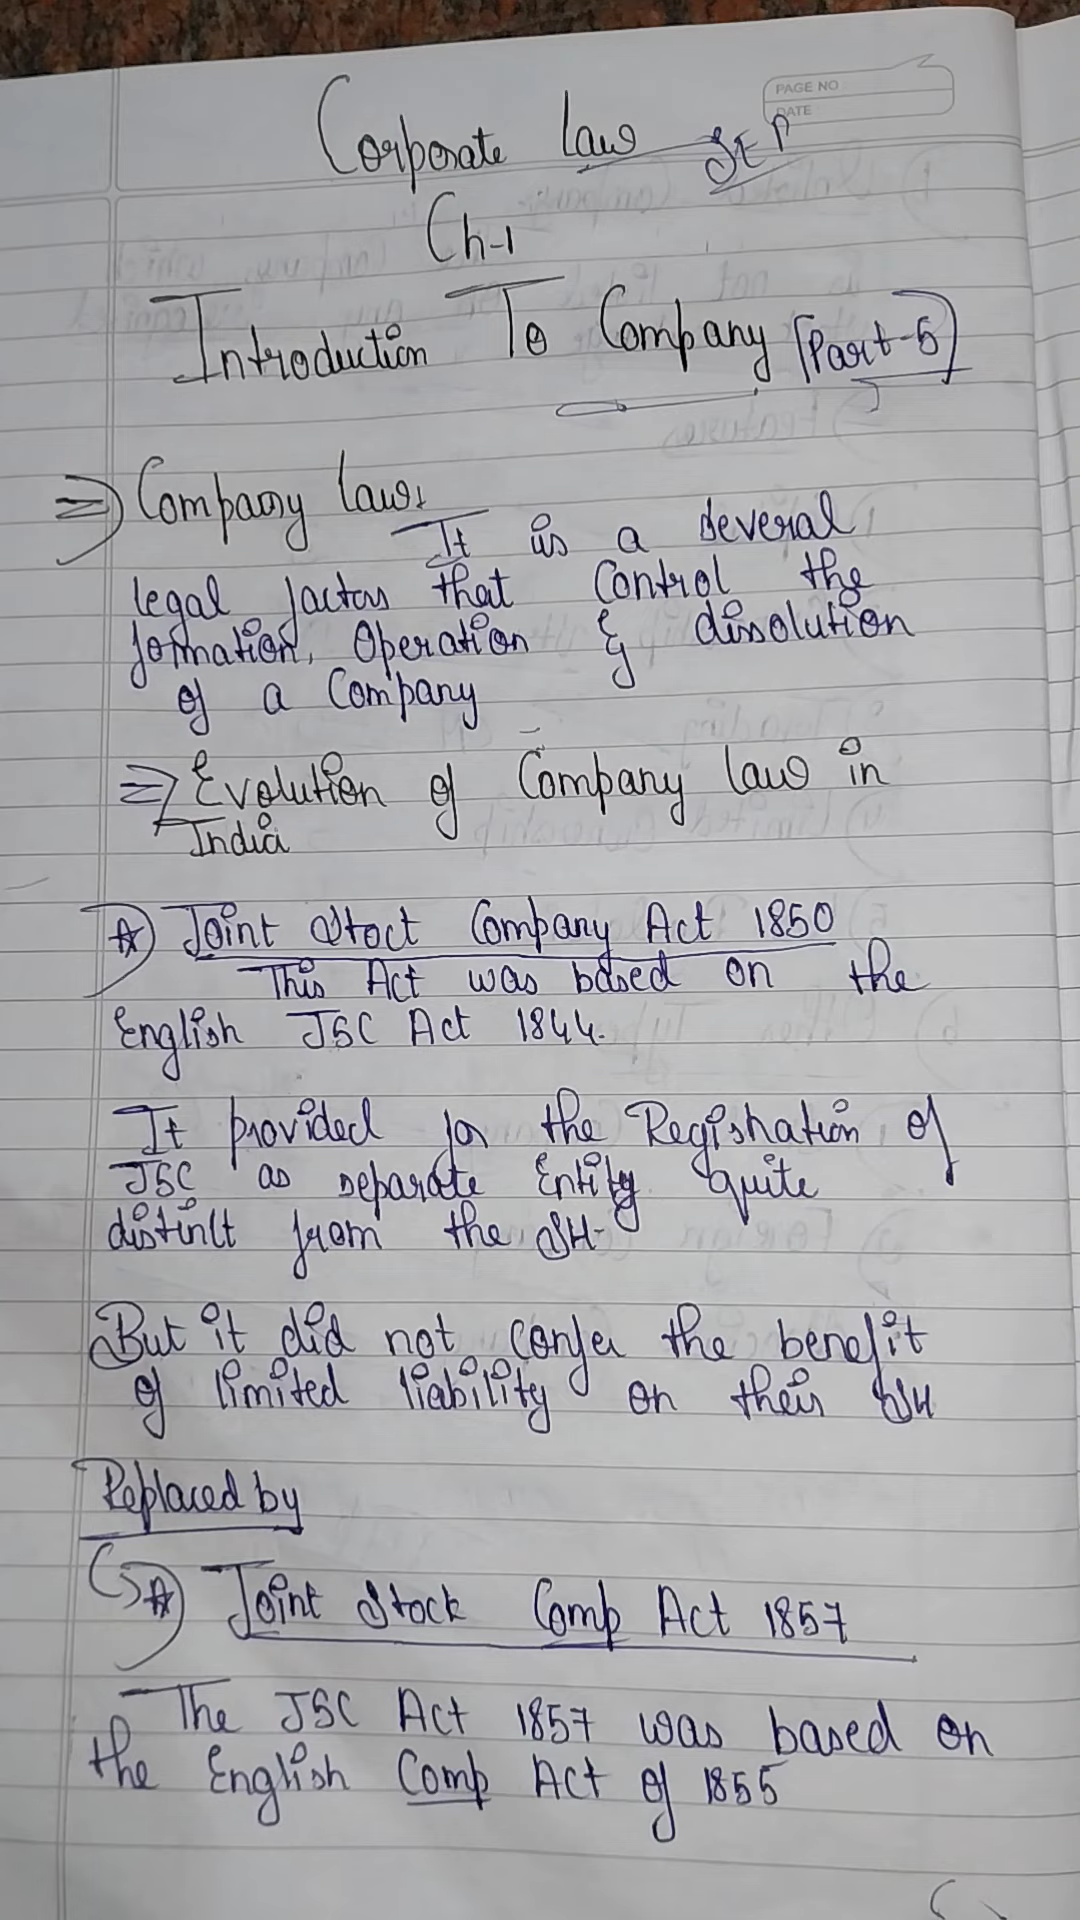 PAGE NO
DATE
Corporate law
Ch-1
Introduction To Company (Part-5)
⇒ Company law:
It is a several
legal factors that Control the
formation, Operation & dissolution
of a Company
⇒ Evolution of Company law in
India
☆) Joint Stoct Company Act 1850
This Act was based on the
English JSC Act 1844.
It provided for the Registration of
JSC as separate Entity quite
distinct from the SH.
But it did not confer the benefit
of limited liability on their SH
Replaced by
↪☆) Joint Stock Comp Act 1857
The JSC Act 1857 was based on
the English Comp Act of 1855